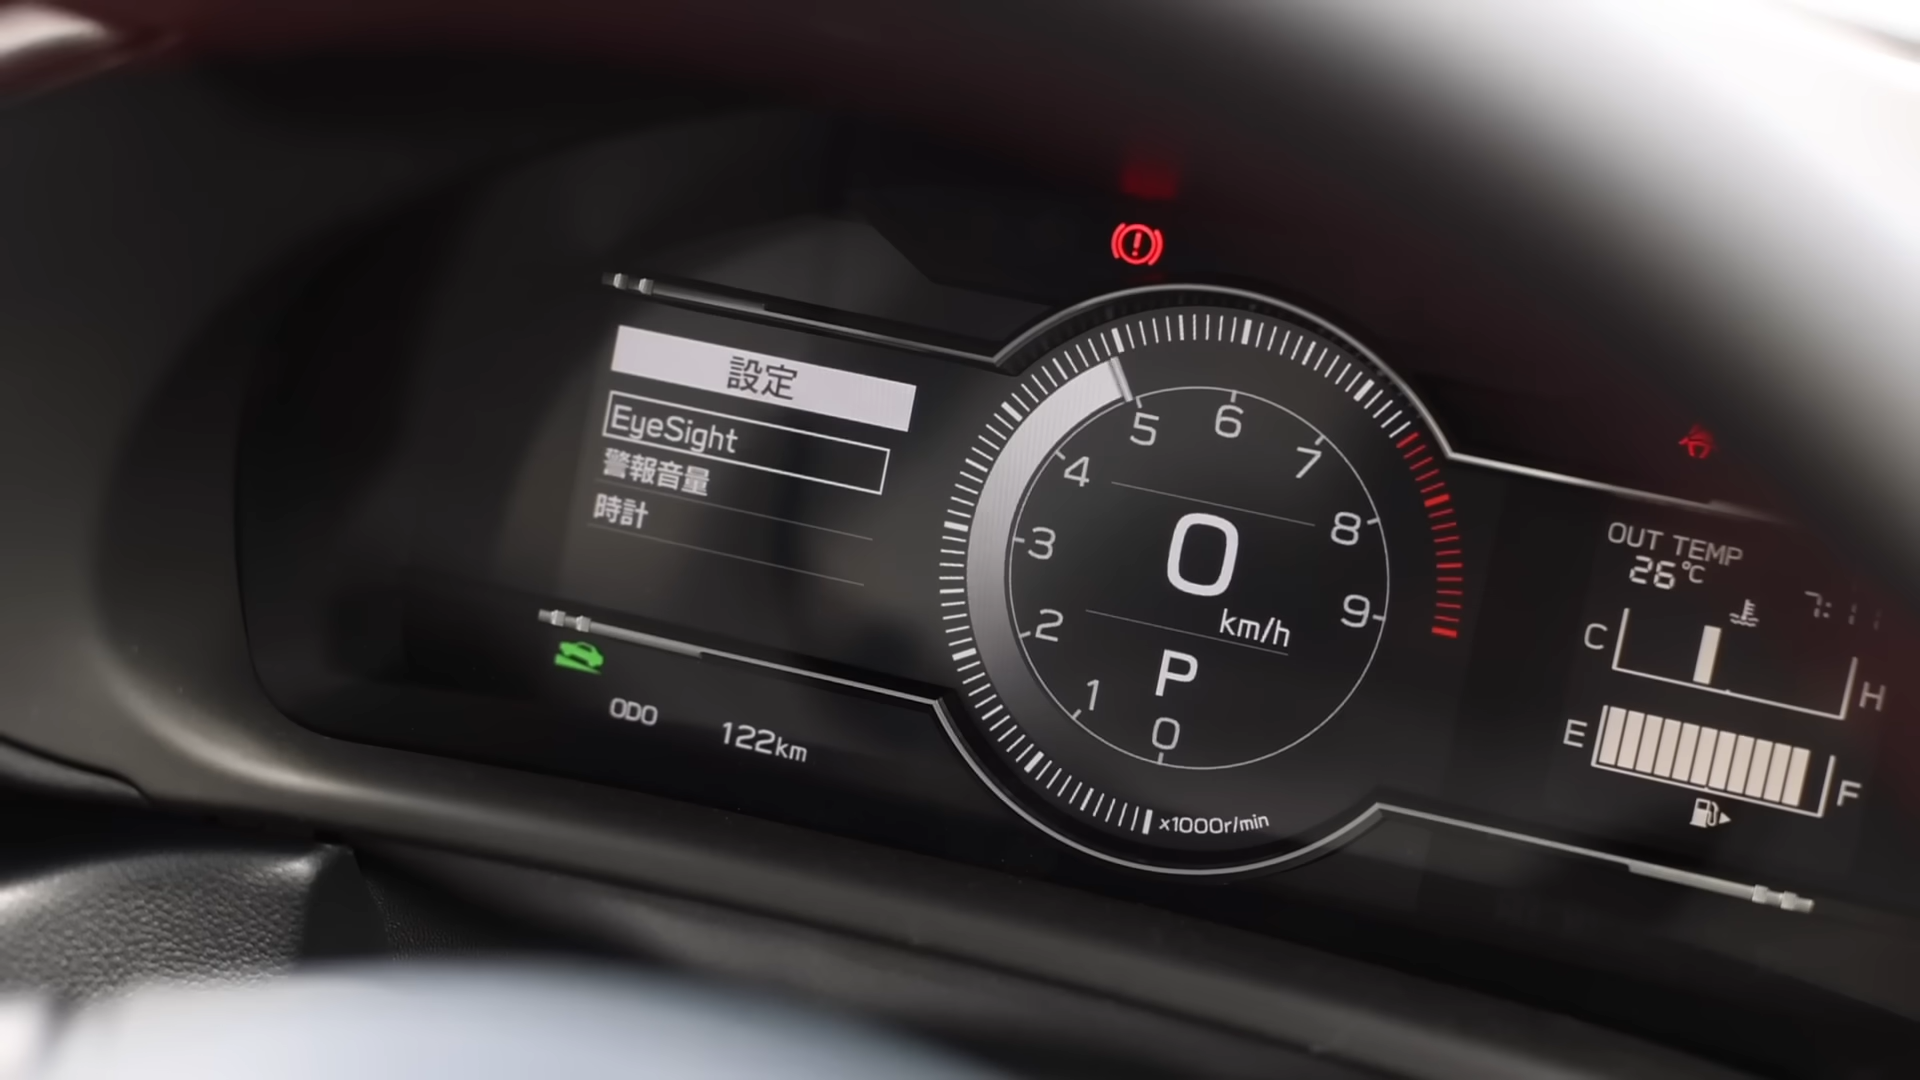 設定
EyeSight
警報音量
時計
ODO 122km
0
1
2
3
4
5
6
7
8
9
0
km/h
P
x1000r/min
OUT TEMP
26℃
C
H
E
F